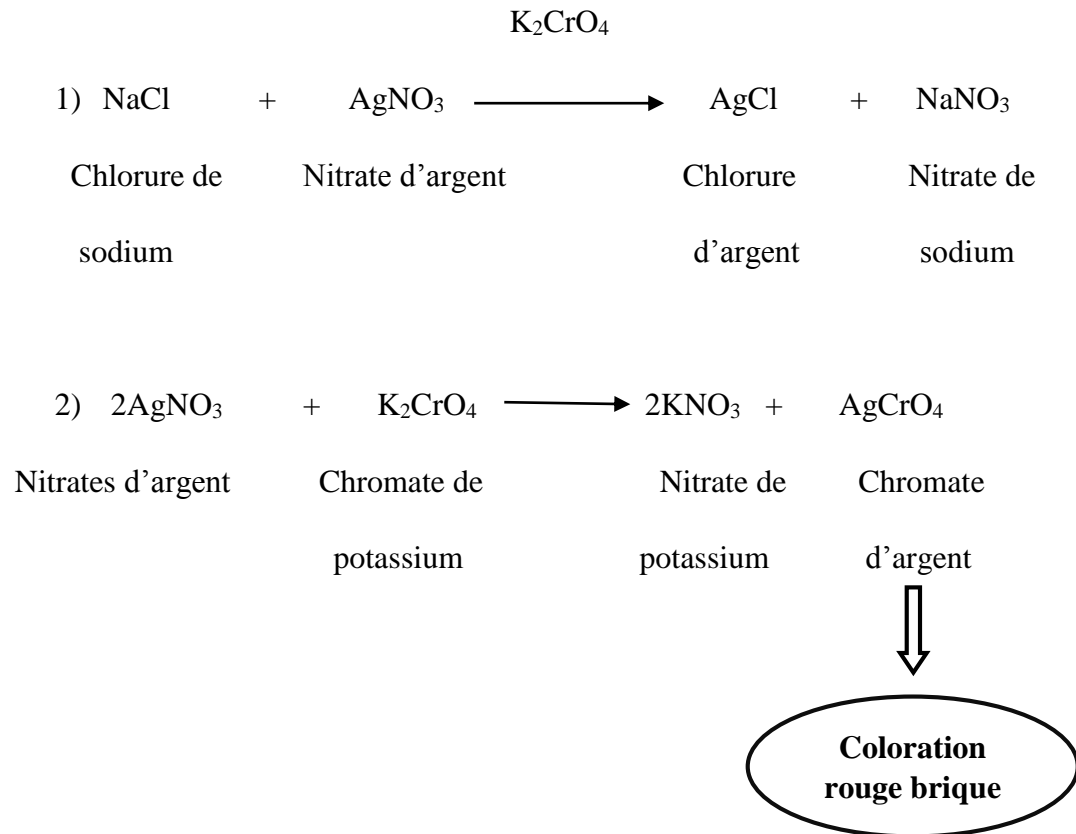 K₂CrO₄
1) NaCl + AgNO₃ ⟶ AgCl + NaNO₃
Chlorure de Nitrate d’argent Chlorure Nitrate de
sodium d’argent sodium
2) 2AgNO₃ + K₂CrO₄ ⟶ 2KNO₃ + AgCrO₄
Nitrates d’argent Chromate de Nitrate de Chromate
potassium potassium d’argent
Coloration
rouge brique